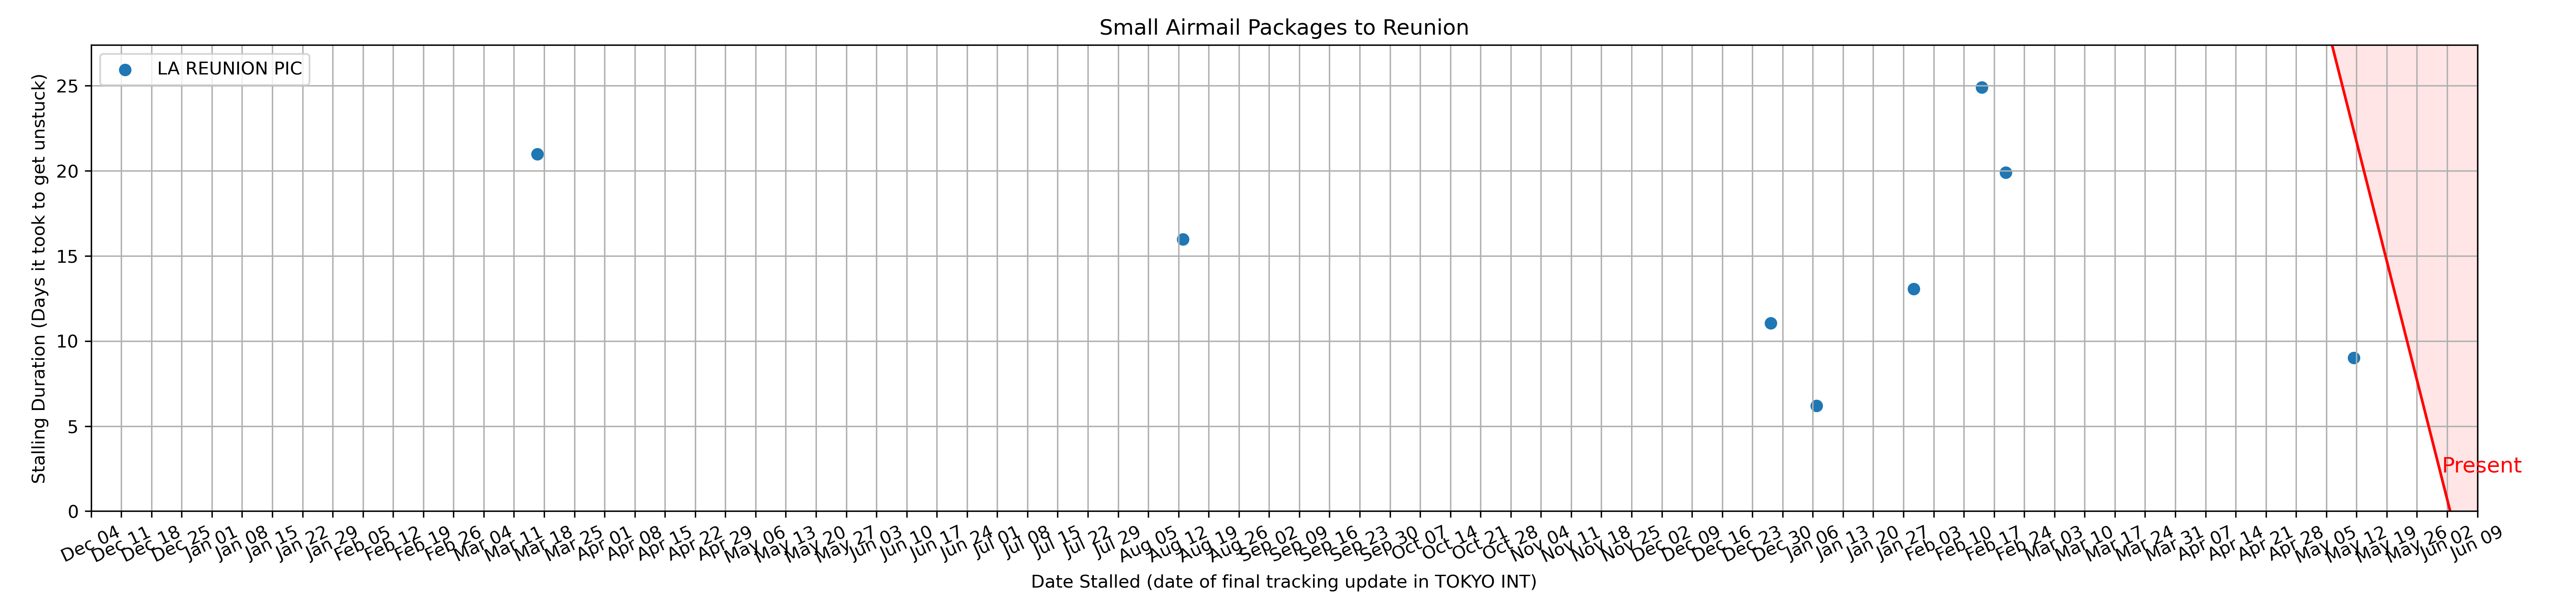 Small Airmail Packages to Reunion
LA REUNION PIC
Stalling Duration (Days it took to get unstuck)
25
20
15
10
5
0
Present
Dec 04
Dec 11
Dec 18
Dec 25
Jan 01
Jan 08
Jan 15
Jan 22
Jan 29
Feb 05
Feb 12
Feb 19
Feb 26
Mar 04
Mar 11
Mar 18
Mar 25
Apr 01
Apr 08
Apr 15
Apr 22
Apr 29
May 06
May 13
May 20
May 27
Jun 03
Jun 10
Jun 17
Jun 24
Jul 01
Jul 08
Jul 15
Jul 22
Jul 29
Aug 05
Aug 12
Aug 19
Aug 26
Sep 02
Sep 09
Sep 16
Sep 23
Sep 30
Oct 07
Oct 14
Oct 21
Oct 28
Nov 04
Nov 11
Nov 18
Nov 25
Dec 02
Dec 09
Dec 16
Dec 23
Dec 30
Jan 06
Jan 13
Jan 20
Jan 27
Feb 03
Feb 10
Feb 17
Feb 24
Mar 03
Mar 10
Mar 17
Mar 24
Mar 31
Apr 07
Apr 14
Apr 21
Apr 28
May 05
May 12
May 19
May 26
Jun 02
Jun 09
Date Stalled (date of final tracking update in TOKYO INT)